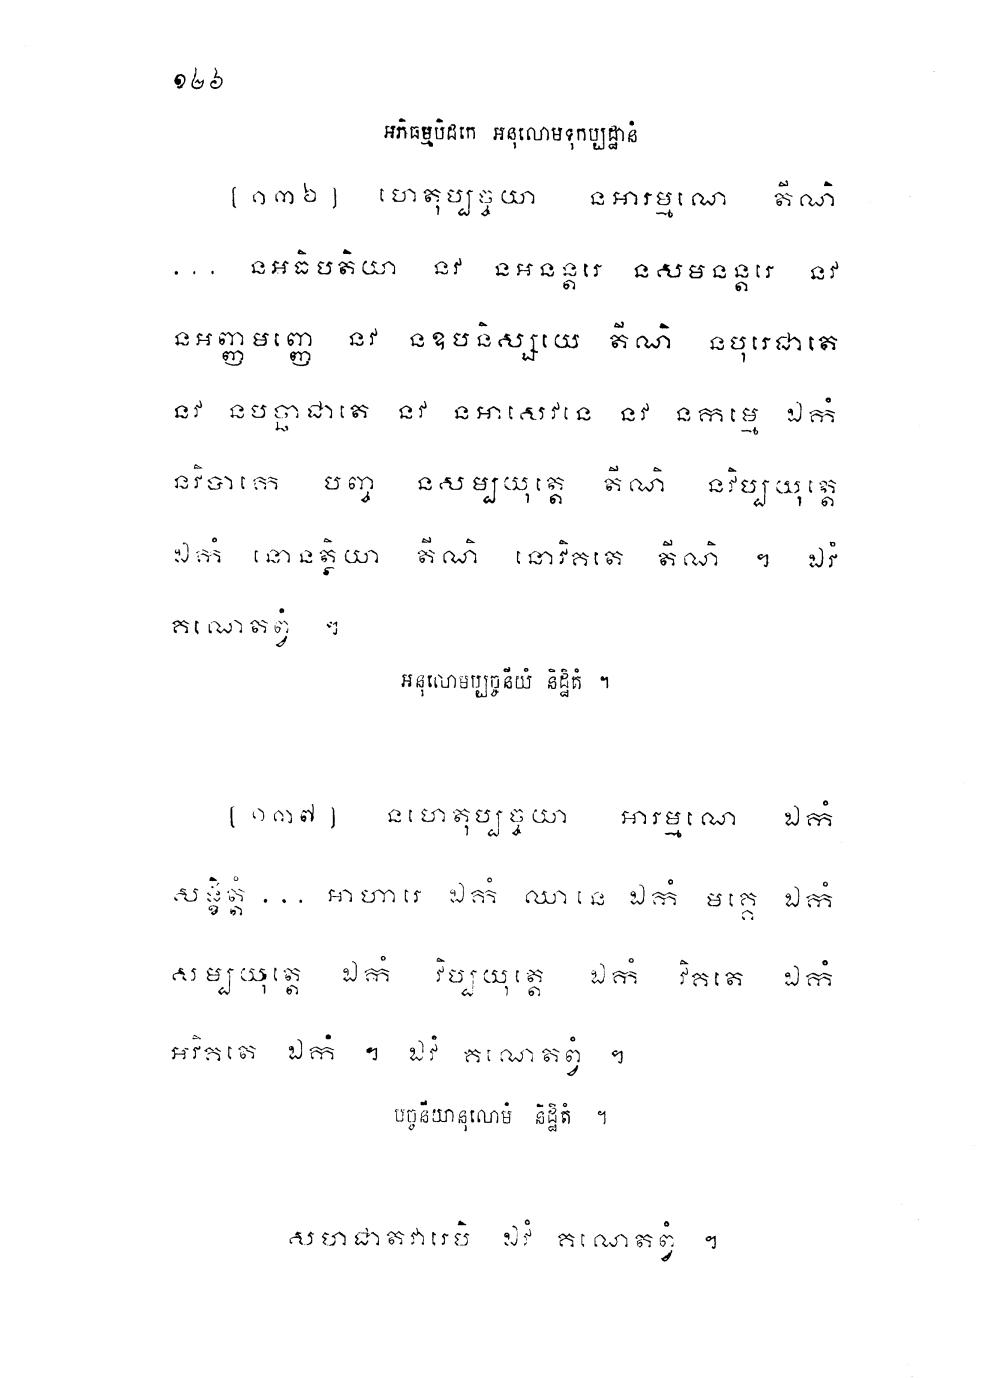 ១២៦
អភិធម្មបិដកេ អនុលោមទុកប្បដ្ឋានំ
[១៣៦] ហេតុប្បច្ចយា នអារម្មណេ តីណិ
... នអធិបតិយា នវ នអនន្តរេ នសមនន្តរេ នវ
នអញ្ញមញ្ញេ នវ នឧបនិស្សយេ តីណិ នបុរេជាតេ
នវ នបច្ឆាជាតេ នវ នអាសេវនេ នវ នកម្មេ ឯកំ
នវិបាកេ បញ្ច នសម្បយុត្តេ តីណិ នវិប្បយុត្តេ
ឯកំ នោនត្ថិយា តីណិ នោវិគតេ តីណិ ។ ឯវំ
គណេតព្វំ ។
អនុលោមប្បច្ចនីយំ និដ្ឋិតំ ។
[១៣៧] នហេតុប្បច្ចយា អារម្មណេ ឯកំ
សង្ខិត្តំ ... អាហារេ ឯកំ ឈានេ ឯកំ មគ្គេ ឯកំ
សម្បយុត្តេ ឯកំ វិប្បយុត្តេ ឯកំ វិគតេ ឯកំ
អវិគតេ ឯកំ ។ ឯវំ គណេតព្វំ ។
បច្ចនីយានុលោមំ និដ្ឋិតំ ។
សហជាតវារេបិ ឯវំ គណេតព្វំ ។